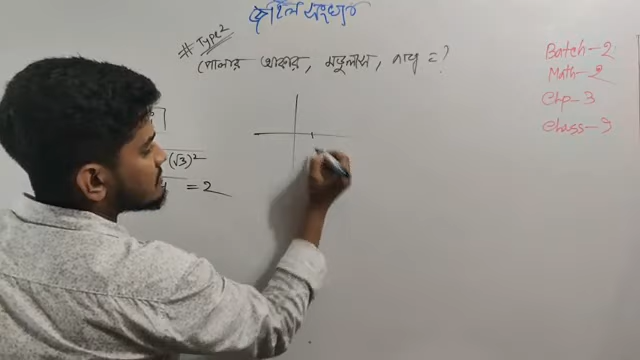 জটিল সংখ্যা
# Type 2
পোলার আকার, মডুলাস, নতি = ?
Batch-2
Math-2
Chp-3
Class-9
(√3)²
= 2